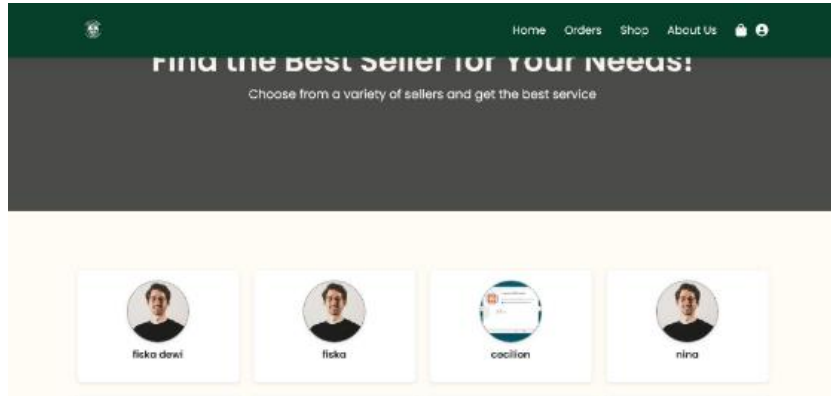 Home Orders Shop About Us
Find the Best Seller for Your Needs!
Choose from a variety of sellers and get the best service
fiska dewi
fiska
cecilion
nina